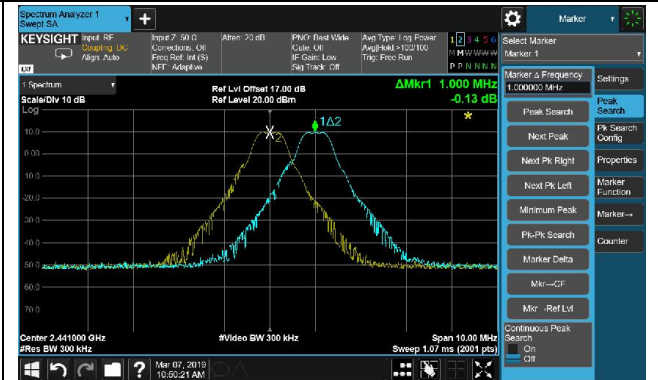 Spectrum Analyzer 1
Swept SA
+
Marker
KEYSIGHT
Input: RF
Coupling: DC
Align: Auto
Input Z: 50 Ω
Corrections: Off
Freq Ref: Int (S)
NFE: Adaptive
Atten: 20 dB
PNO: Best Wide
Gate: Off
IF Gain: Low
Sig Track: Off
Avg Type: Log Power
Avg|Hold:>100/100
Trig: Free Run
1 2 3 4 5 6
M M W W W W
P P N N N N
Select Marker
Marker 1
1 Spectrum
Scale/Div 10 dB
Ref Lvl Offset 17.00 dB
Ref Level 20.00 dBm
ΔMkr1 1.000 MHz
-0.13 dB
Log
10.0
0.00
-10.0
-20.0
-30.0
-40.0
-50.0
-60.0
-70.0
1Δ2
X2
*
Center 2.441000 GHz
#Res BW 300 kHz
#Video BW 300 kHz
Span 10.00 MHz
Sweep 1.07 ms (2001 pts)
Marker Δ Frequency
1.000000 MHz
Peak Search
Next Peak
Next Pk Right
Next Pk Left
Minimum Peak
Pk-Pk Search
Marker Delta
Mkr→CF
Mkr→Ref Lvl
Continuous Peak
Search
On
Off
Settings
Peak
Search
Pk Search
Config
Properties
Marker
Function
Marker→
Counter
?
Mar 07, 2019
10:50:21 AM